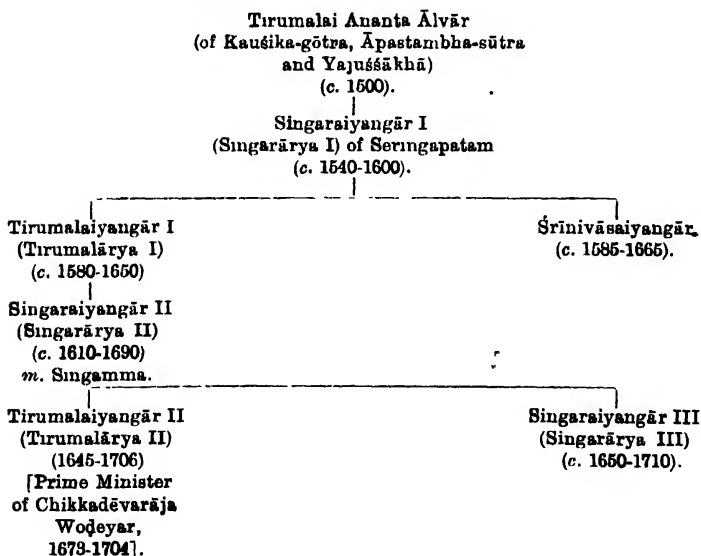 Tirumalai Ananta Āḷvār
(of Kauśika-gōtra, Āpastambha-sūtra
and Yajuśśākhā)
(c. 1500).
Singaraiyangār I
(Singarārya I) of Seringapatam
(c. 1540-1600).
Tirumalaiyangār I
(Tirumalārya I)
(c. 1580-1650)
Śrīnivāsaiyangār.
(c. 1585-1665).
Singaraiyangār II
(Singarārya II)
(c. 1610-1690)
m. Singamma.
Tirumalaiyangār II
(Tirumalārya II)
(1645-1706)
[Prime Minister
of Chikkadēvarāja
Woḍeyar,
1673-1704].
Singaraiyangār III
(Singarārya III)
(c. 1650-1710).